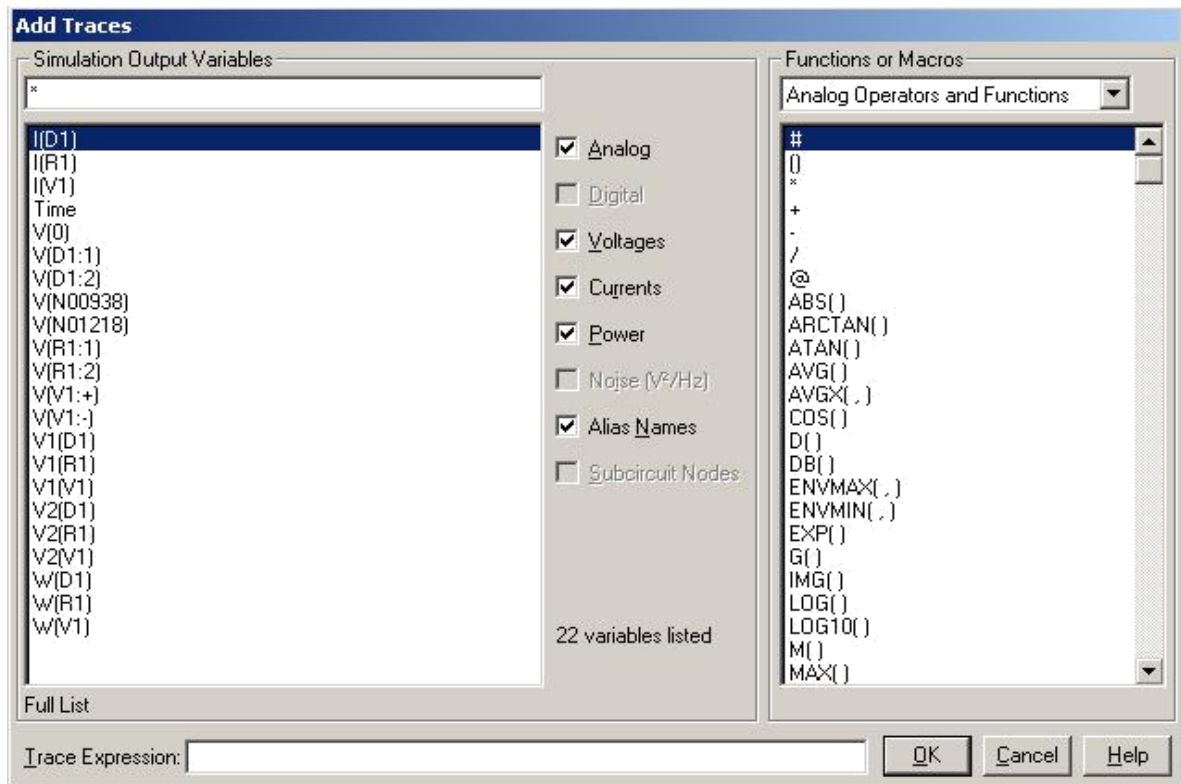 Add Traces
Simulation Output Variables
*
I(D1)
I(R1)
I(V1)
Time
V(0)
V(D1:1)
V(D1:2)
V(N00938)
V(N01218)
V(R1:1)
V(R1:2)
V(V1:+)
V(V1:-)
V1(D1)
V1(R1)
V1(V1)
V2(D1)
V2(R1)
V2(V1)
W(D1)
W(R1)
W(V1)
Full List
Analog
Digital
Voltages
Currents
Power
Noise (V²/Hz)
Alias Names
Subcircuit Nodes
22 variables listed
Functions or Macros
Analog Operators and Functions
#
()
*
+
-
/
@
ABS( )
ARCTAN( )
ATAN( )
AVG( )
AVGX( , )
COS( )
D( )
DB( )
ENVMAX( , )
ENVMIN( , )
EXP( )
G( )
IMG( )
LOG( )
LOG10( )
M( )
MAX( )
Trace Expression:
OK
Cancel
Help